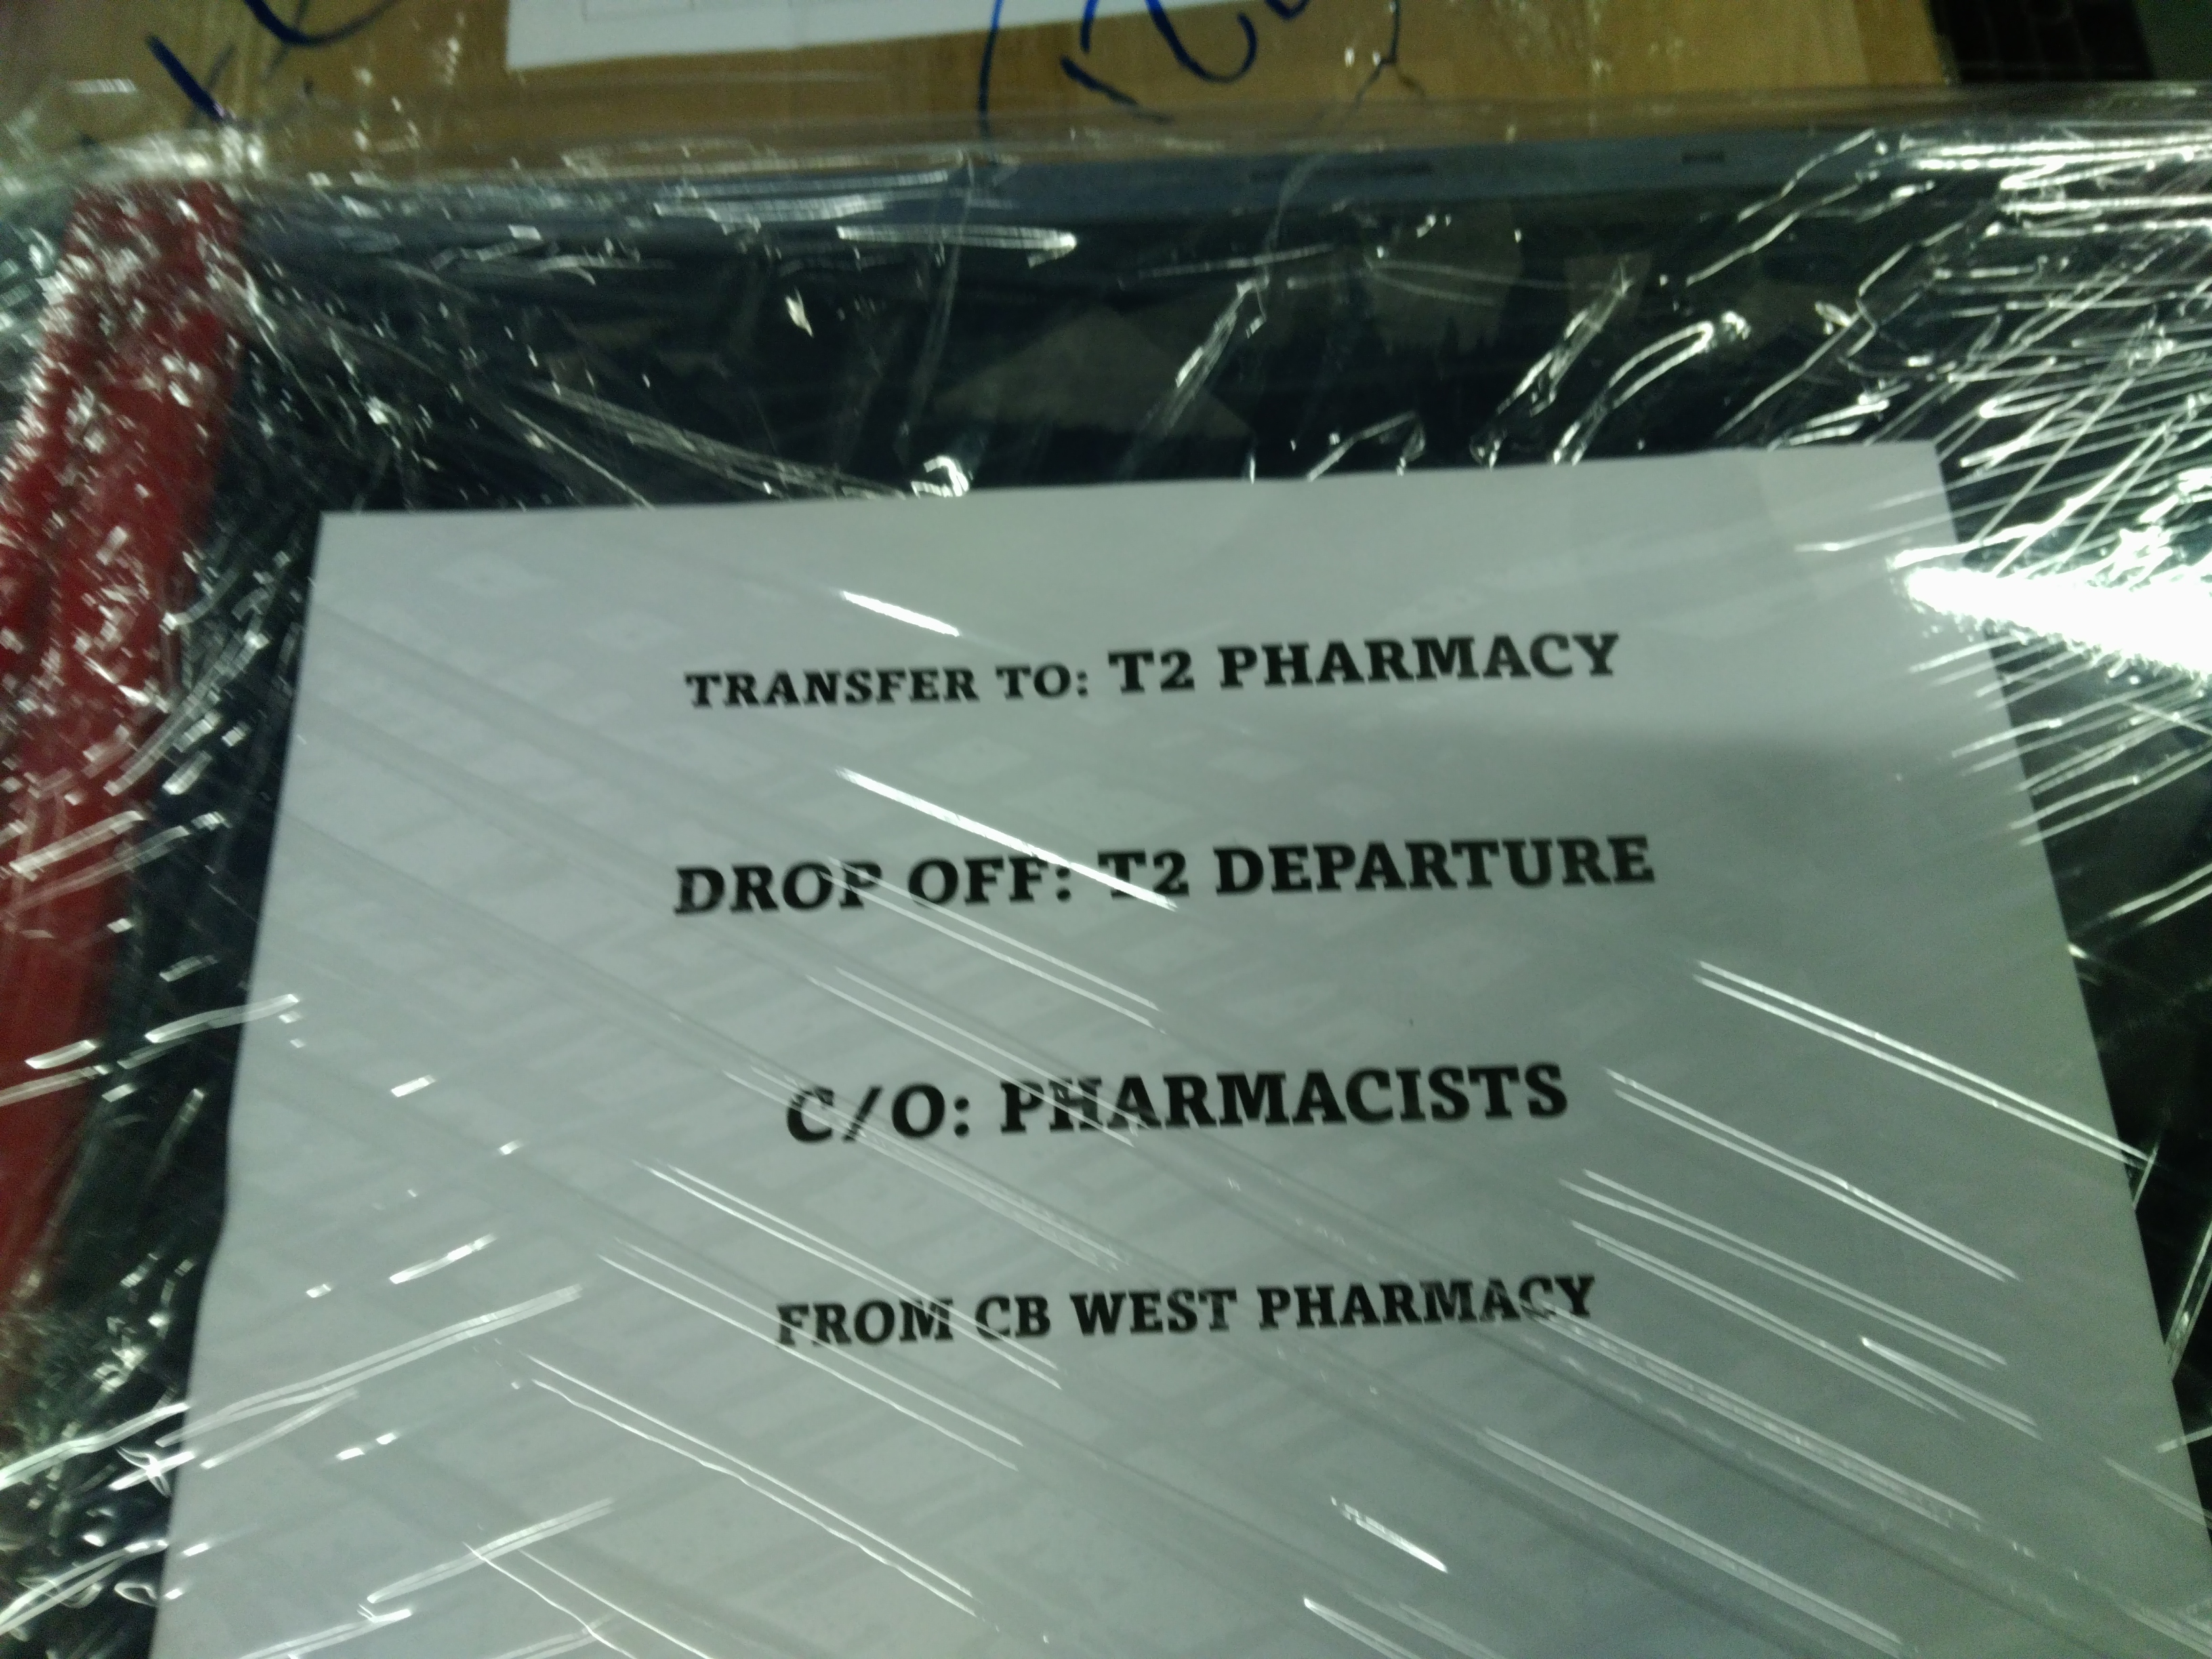 TRANSFER TO: T2 PHARMACY
DROP OFF: T2 DEPARTURE
C/O: PHARMACISTS
FROM CB WEST PHARMACY